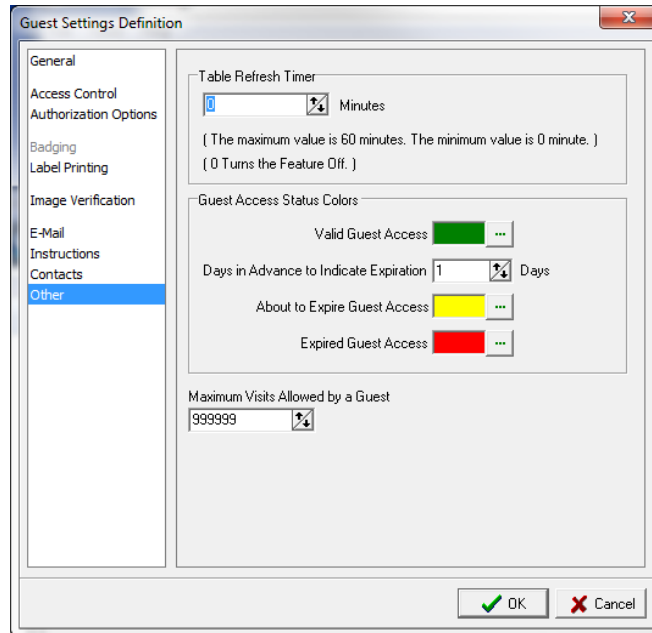 Guest Settings Definition
General
Access Control
Authorization Options
Badging
Label Printing
Image Verification
E-Mail
Instructions
Contacts
Other
Table Refresh Timer
0 Minutes
( The maximum value is 60 minutes. The minimum value is 0 minute. )
( 0 Turns the Feature Off. )
Guest Access Status Colors
Valid Guest Access ...
Days in Advance to Indicate Expiration 1 Days
About to Expire Guest Access ...
Expired Guest Access ...
Maximum Visits Allowed by a Guest
999999
OK Cancel